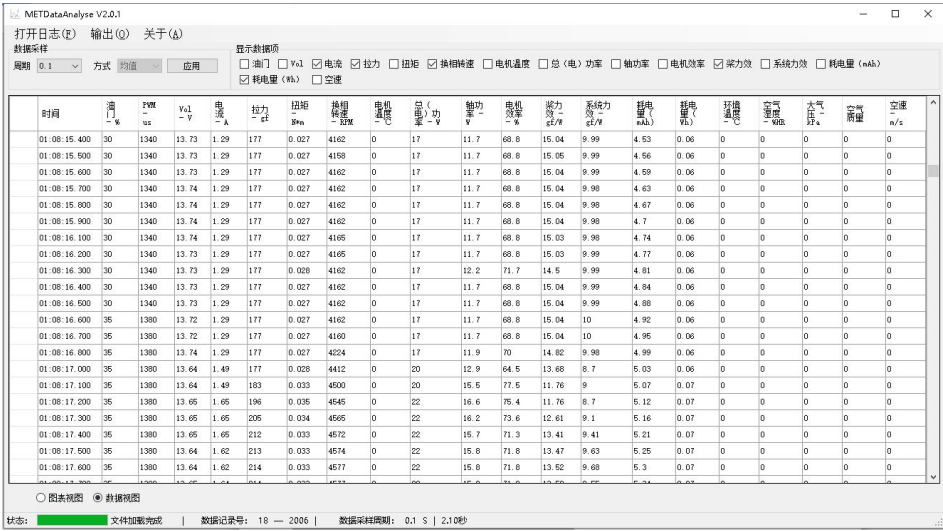 METDataAnalyse V2.0.1
打开日志(F) 输出(O) 关于(A)
数据采样 显示数据项
周期 0.1 方式 均值 应用
油门 Vol 电流 拉力 扭矩 换相转速 电机温度 总(电)功率 轴功率 电机效率 桨力效 系统力效 耗电量(mAh)
耗电量(Wh) 空速
时间 油门 - % PWM - us Vol - V 电流 - A 拉力 - gf 扭矩 - N*m 换相转速 - RPM 电机温度 - ℃ 总(电)功率 - W 轴功率 - W 电机效率 - % 桨力效 - gf/W 系统力效 - gf/W 耗电量(mAh) 耗电量(Wh) 环境温度 - ℃ 空气湿度 - %HR 大气压 - kPa 空气质量 空速 - m/s
01:08:15.400 30 1340 13.73 1.29 177 0.027 4162 0 17 11.7 68.8 15.04 9.99 4.53 0.06 0 0 0 0 0
01:08:15.500 30 1340 13.73 1.29 177 0.027 4158 0 17 11.7 68.8 15.05 9.99 4.56 0.06 0 0 0 0 0
01:08:15.600 30 1340 13.73 1.29 177 0.027 4162 0 17 11.7 68.8 15.04 9.99 4.59 0.06 0 0 0 0 0
01:08:15.700 30 1340 13.74 1.29 177 0.027 4162 0 17 11.7 68.8 15.04 9.98 4.63 0.06 0 0 0 0 0
01:08:15.800 30 1340 13.74 1.29 177 0.027 4162 0 17 11.7 68.8 15.04 9.98 4.67 0.06 0 0 0 0 0
01:08:15.900 30 1340 13.74 1.29 177 0.027 4162 0 17 11.7 68.8 15.04 9.98 4.7 0.06 0 0 0 0 0
01:08:16.100 30 1340 13.74 1.29 177 0.027 4165 0 17 11.7 68.8 15.03 9.98 4.74 0.06 0 0 0 0 0
01:08:16.200 30 1340 13.73 1.29 177 0.027 4165 0 17 11.7 68.8 15.03 9.99 4.77 0.06 0 0 0 0 0
01:08:16.300 30 1340 13.73 1.29 177 0.028 4162 0 17 12.2 71.7 14.5 9.99 4.81 0.06 0 0 0 0 0
01:08:16.400 30 1340 13.73 1.29 177 0.027 4162 0 17 11.7 68.8 15.04 9.99 4.84 0.06 0 0 0 0 0
01:08:16.500 30 1340 13.73 1.29 177 0.027 4162 0 17 11.7 68.8 15.04 9.99 4.88 0.06 0 0 0 0 0
01:08:16.600 35 1380 13.72 1.29 177 0.027 4162 0 17 11.7 68.8 15.04 10 4.92 0.06 0 0 0 0 0
01:08:16.700 35 1380 13.72 1.29 177 0.027 4160 0 17 11.7 68.8 15.04 10 4.95 0.06 0 0 0 0 0
01:08:16.800 35 1380 13.74 1.29 177 0.027 4224 0 17 11.9 70 14.82 9.98 4.99 0.06 0 0 0 0 0
01:08:17.000 35 1380 13.64 1.49 177 0.028 4412 0 20 12.9 64.5 13.68 8.7 5.03 0.06 0 0 0 0 0
01:08:17.100 35 1380 13.64 1.49 183 0.033 4500 0 20 15.5 77.5 11.76 9 5.07 0.07 0 0 0 0 0
01:08:17.200 35 1380 13.65 1.65 196 0.035 4545 0 22 16.6 75.4 11.76 8.7 5.12 0.07 0 0 0 0 0
01:08:17.300 35 1380 13.65 1.65 205 0.034 4565 0 22 16.2 73.6 12.61 9.1 5.16 0.07 0 0 0 0 0
01:08:17.400 35 1380 13.65 1.65 212 0.033 4572 0 22 15.7 71.3 13.41 9.41 5.21 0.07 0 0 0 0 0
01:08:17.500 35 1380 13.64 1.62 213 0.033 4574 0 22 15.8 71.8 13.47 9.63 5.25 0.07 0 0 0 0 0
01:08:17.600 35 1380 13.64 1.62 214 0.033 4577 0 22 15.8 71.8 13.52 9.68 5.3 0.07 0 0 0 0 0
图表视图 数据视图
状态: 文件加载完成 | 数据记录号: 18 — 2006 | 数据采样周期: 0.1 S | 2.10秒